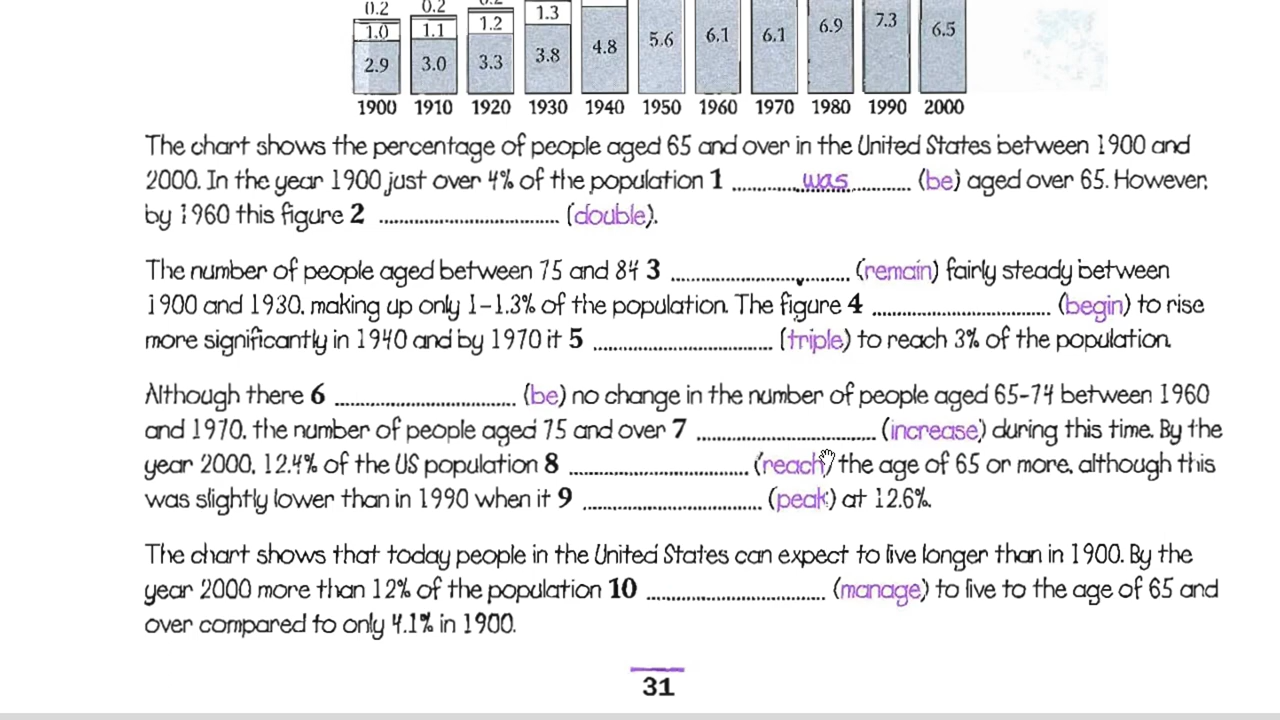 0.2 0.2
1.0 1.1 1.2 1.3
2.9 3.0 3.3 3.8 4.8 5.6 6.1 6.1 6.9 7.3 6.5
1900 1910 1920 1930 1940 1950 1960 1970 1980 1990 2000
The chart shows the percentage of people aged 65 and over in the United States between 1900 and
2000. In the year 1900 just over 4% of the population 1 ..........was.......... (be) aged over 65. However,
by 1960 this figure 2 .............................. (double).
The number of people aged between 75 and 84 3 .............................. (remain) fairly steady between
1900 and 1930, making up only 1–1.3% of the population. The figure 4 .............................. (begin) to rise
more significantly in 1940 and by 1970 it 5 .............................. (triple) to reach 3% of the population.
Although there 6 .............................. (be) no change in the number of people aged 65-74 between 1960
and 1970, the number of people aged 75 and over 7 .............................. (increase) during this time. By the
year 2000, 12.4% of the US population 8 .............................. (reach) the age of 65 or more, although this
was slightly lower than in 1990 when it 9 .............................. (peak) at 12.6%.
The chart shows that today people in the United States can expect to live longer than in 1900. By the
year 2000 more than 12% of the population 10 .............................. (manage) to live to the age of 65 and
over compared to only 4.1% in 1900.
31